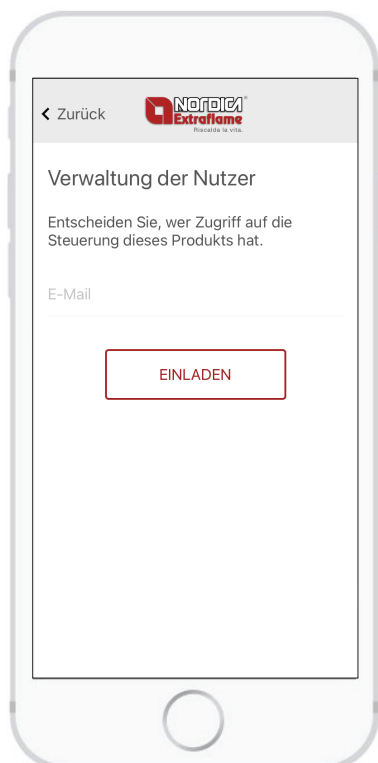 Zurück
NORDICA
Extraflame
Riscalda la vita.
Verwaltung der Nutzer
Entscheiden Sie, wer Zugriff auf die
Steuerung dieses Produkts hat.
E-Mail
EINLADEN